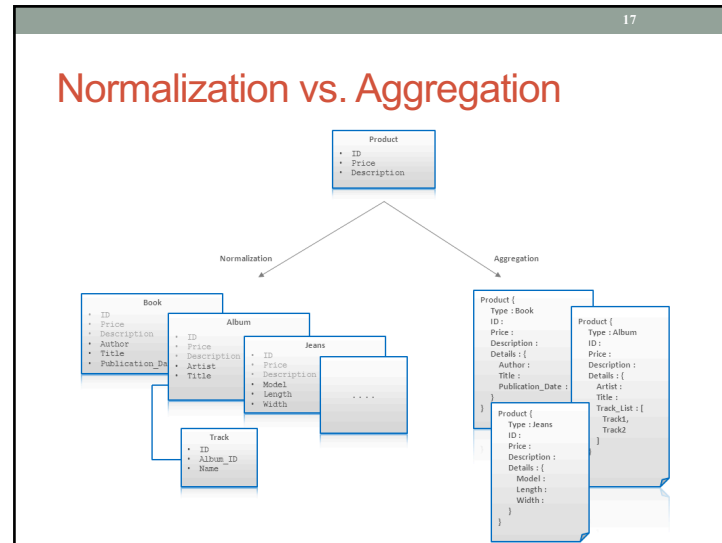 17
Normalization vs. Aggregation
Product
• ID
• Price
• Description
Normalization
Aggregation
Book
• ID
• Price
• Description
• Author
• Title
• Publication_Da
Album
• ID
• Price
• Description
• Artist
• Title
Jeans
• ID
• Price
• Description
• Model
• Length
• Width
. . . .
Track
• ID
• Album_ID
• Name
Product {
Type : Book
ID :
Price :
Description :
Details : {
Author :
Title :
Publication_Date :
}
}
Product {
Type : Album
ID :
Price :
Description :
Details : {
Artist :
Title :
Track_List : [
Track1,
Track2
}
}
Product {
Type : Jeans
ID :
Price :
Description :
Details : {
Model :
Length :
Width :
}
}